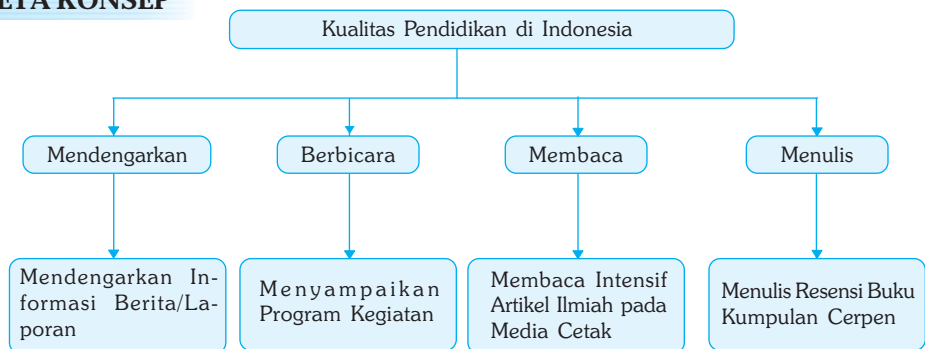 PETA KONSEP
Kualitas Pendidikan di Indonesia
Mendengarkan
Berbicara
Membaca
Menulis
Mendengarkan In-
formasi Berita/La-
poran
Menyampaikan
Program Kegiatan
Membaca Intensif
Artikel Ilmiah pada
Media Cetak
Menulis Resensi Buku
Kumpulan Cerpen